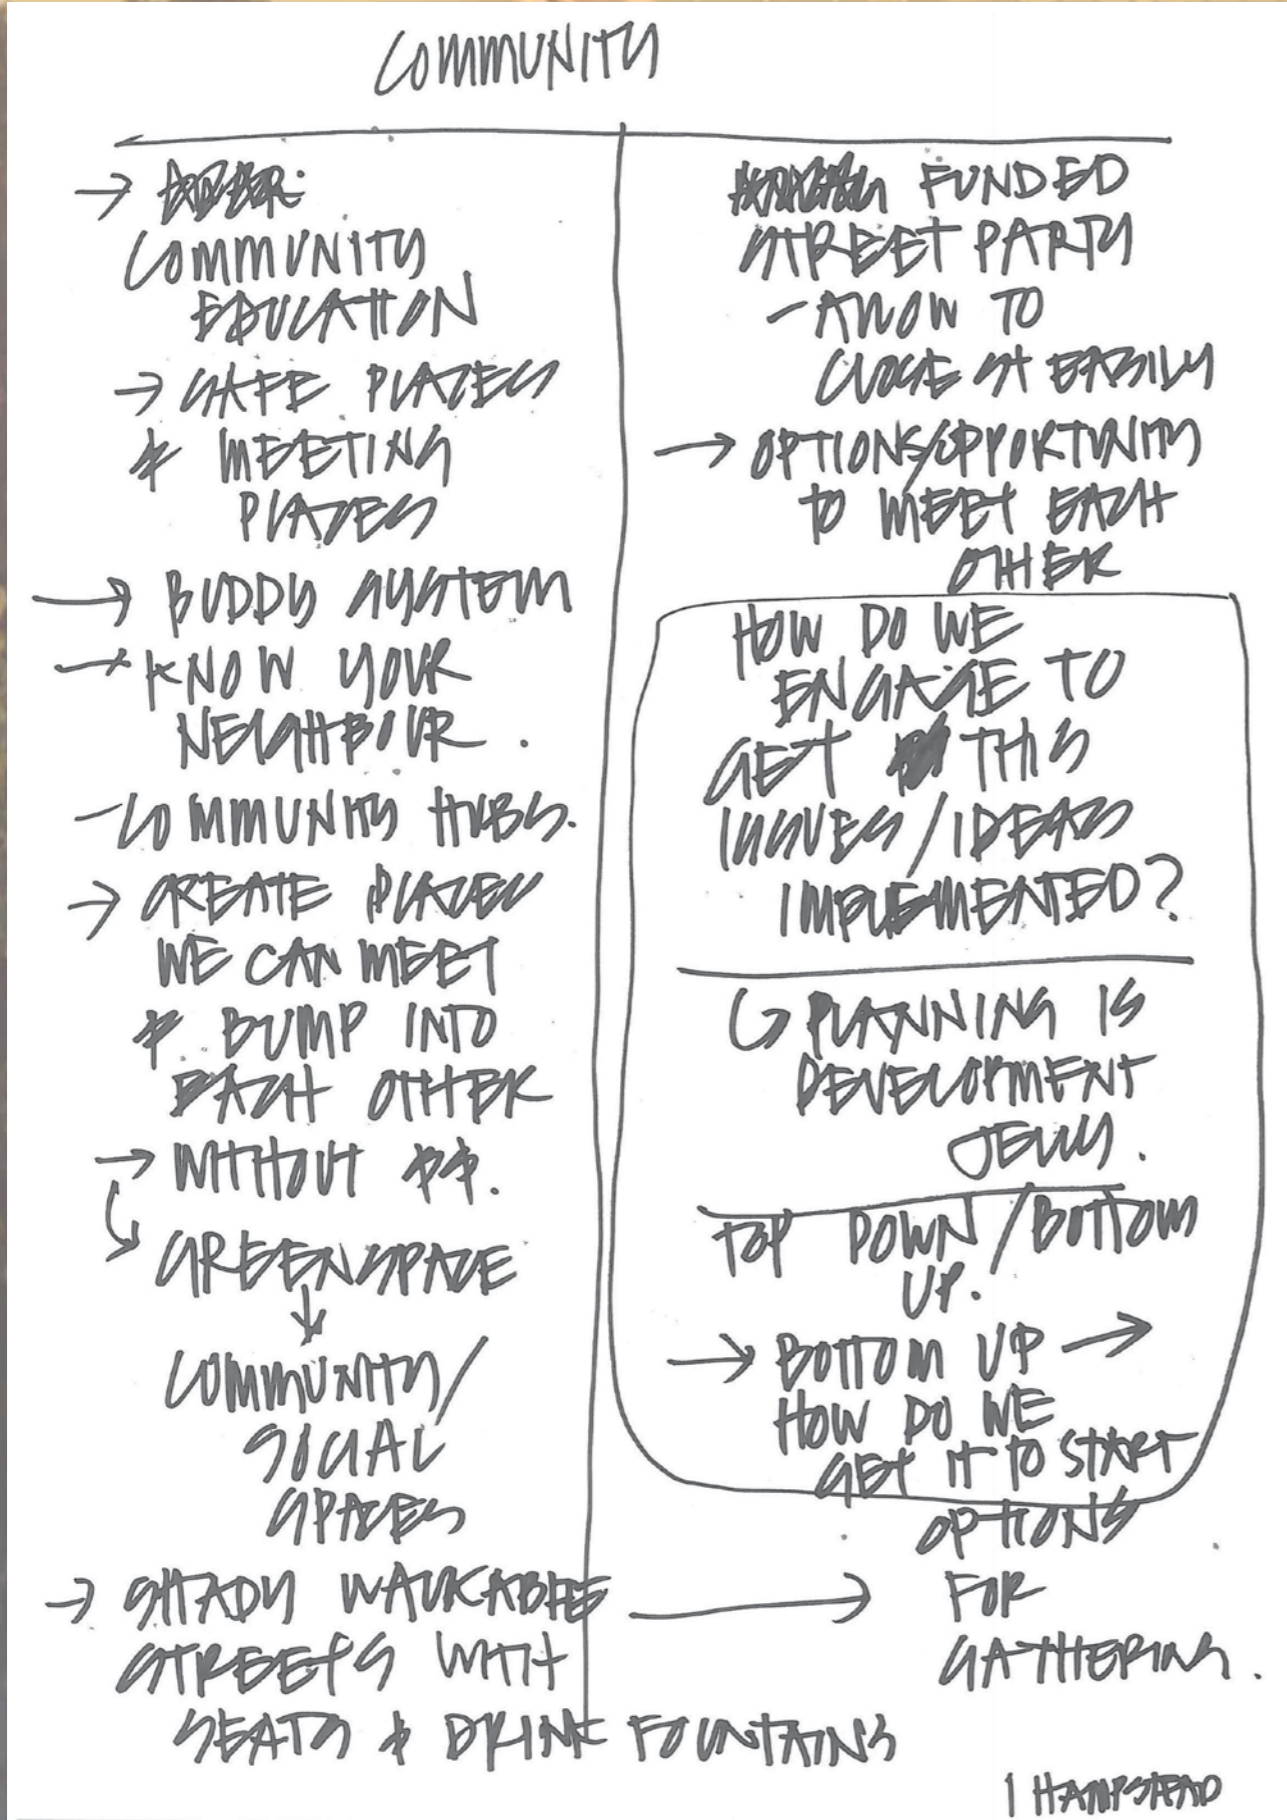 COMMUNITY
→
COMMUNITY
EDUCATION
→ SAFE PLACES
& MEETING
PLACES
→ BUDDY SYSTEM
→ KNOW YOUR
NEIGHBOUR.
- COMMUNITY HUBS.
→ CREATE PLACES
WE CAN MEET
& BUMP INTO
EACH OTHER
→ WITHOUT $$.
GREENSPACE
↓
COMMUNITY/
SOCIAL
SPACES
→ SHADY WALKABLE
STREETS WITH
SEATS & DRINK FOUNTAINS
FUNDED
STREET PARTY
- ALLOW TO
CLOSE ST EASILY
→ OPTIONS/OPPORTUNITY
TO MEET EACH
OTHER
HOW DO WE
ENGAGE TO
GET THIS
ISSUES/IDEAS
IMPLEMENTED?
PLANNING IS
DEVELOPMENT
JELLY.
TOP DOWN/BOTTOM
UP.
→ BOTTOM UP →
HOW DO WE
GET IT TO START
OPTIONS
→ FOR
GATHERING.
1 HAMPSTEAD